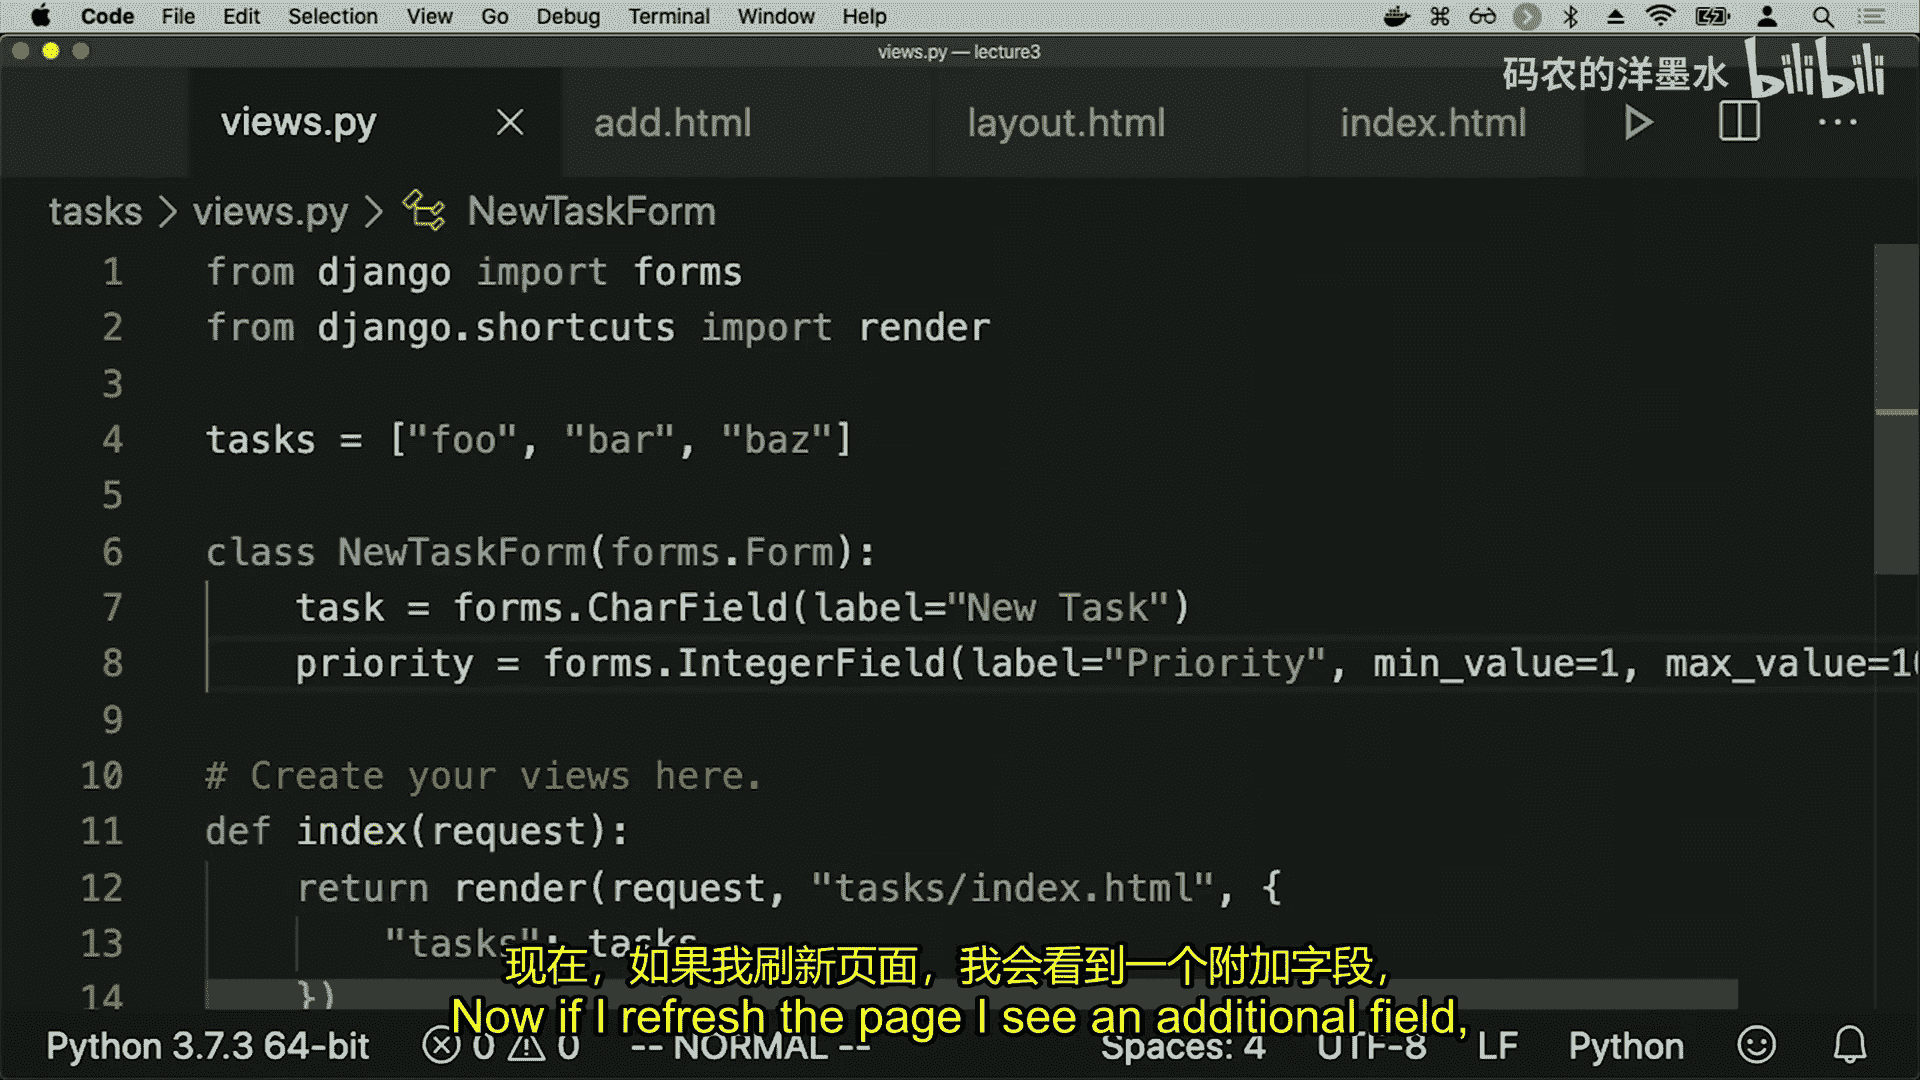 Code File Edit Selection View Go Debug Terminal Window Help
views.py — lecture3
码农的洋墨水 bilibili
views.py add.html layout.html index.html
tasks > views.py > NewTaskForm
1 from django import forms
2 from django.shortcuts import render
3
4 tasks = ["foo", "bar", "baz"]
5
6 class NewTaskForm(forms.Form):
7 task = forms.CharField(label="New Task")
8 priority = forms.IntegerField(label="Priority", min_value=1, max_value=10
9
10 # Create your views here.
11 def index(request):
12 return render(request, "tasks/index.html", {
13 "tasks": tasks
14 })
现在，如果我刷新页面，我会看到一个附加字段，
Now if I refresh the page I see an additional field,
Python 3.7.3 64-bit 0 0 -- NORMAL -- Spaces: 4 UTF-8 LF Python